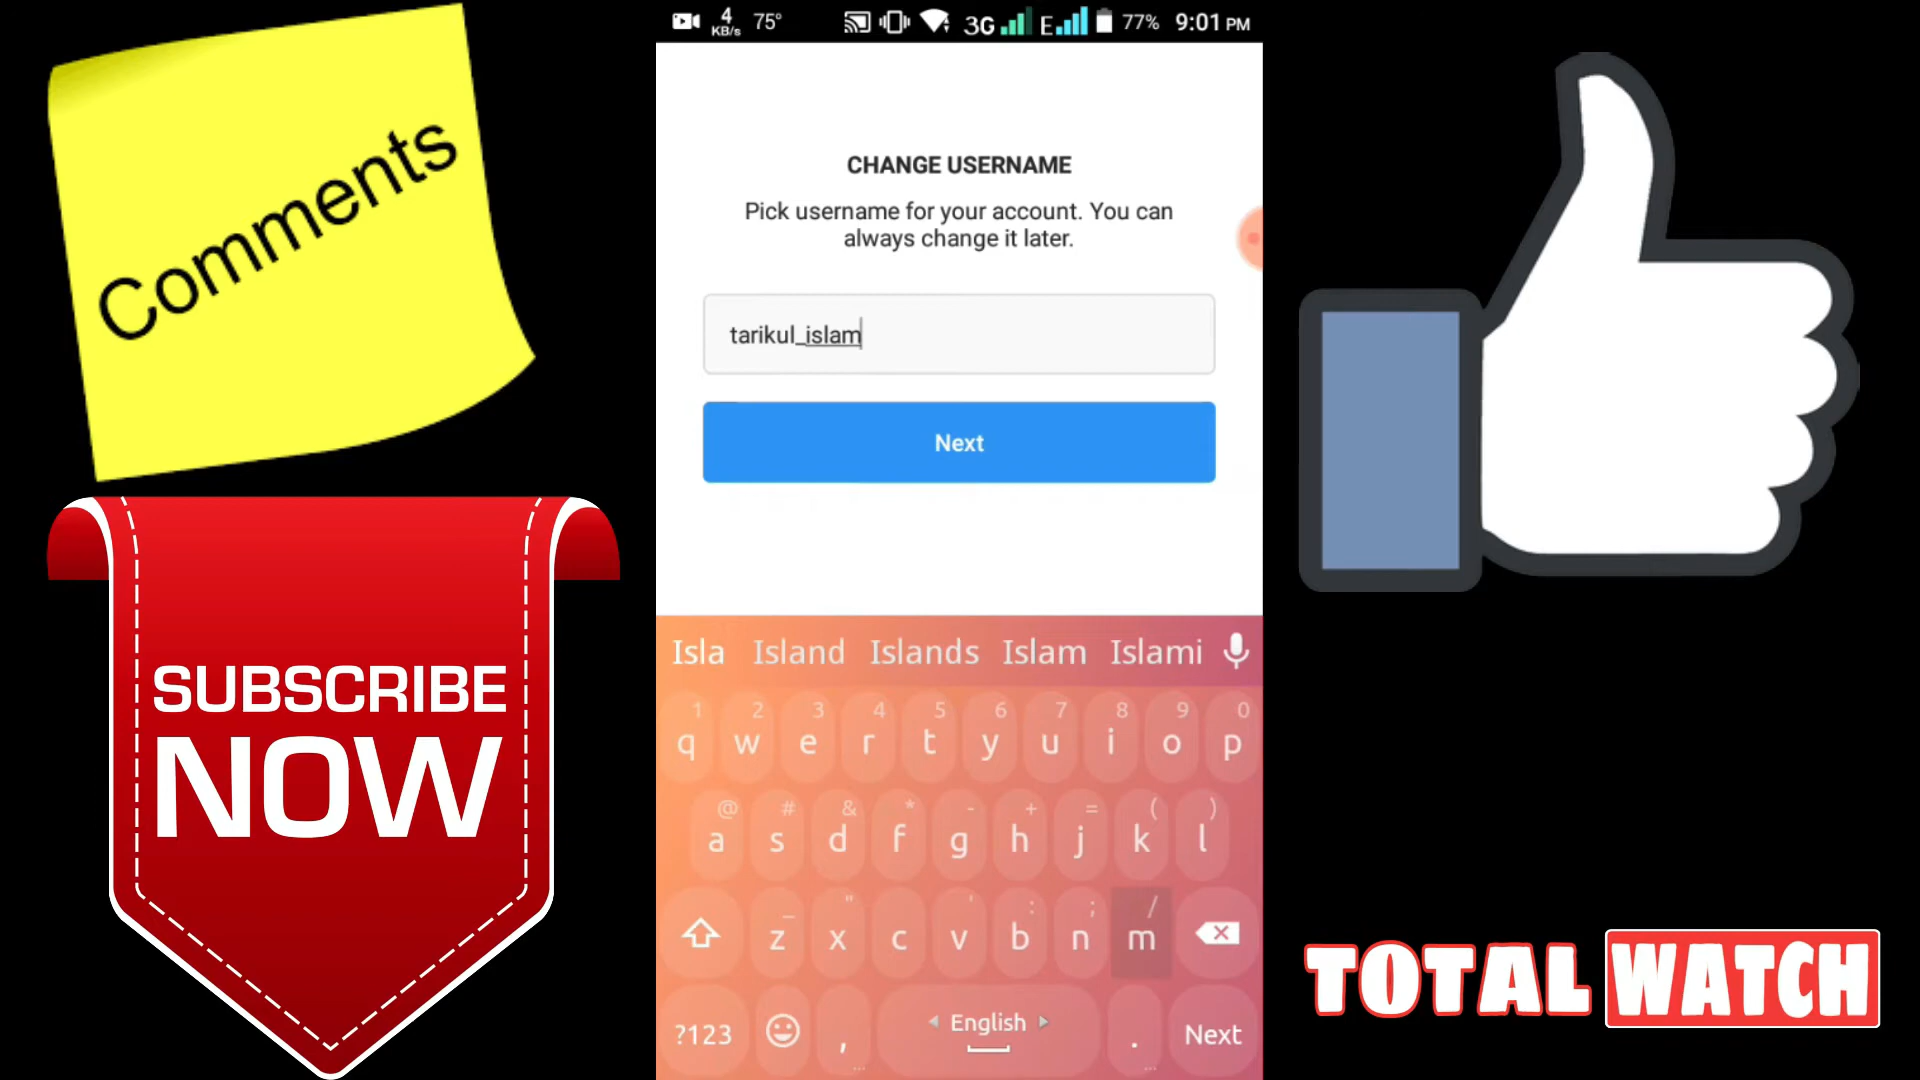 Comments
SUBSCRIBE
NOW
4
KB/s
75°
3G
E
77%
9:01 PM
CHANGE USERNAME
Pick username for your account. You can
always change it later.
tarikul_islam
Next
Isla Island Islands Islam Islami
1 2 3 4 5 6 7 8 9 0
q w e r t y u i o p
@ # & * - + = ( )
a s d f g h j k l
_ " ' : ; /
z x c v b n m
?123 , English . Next
TOTAL WATCH